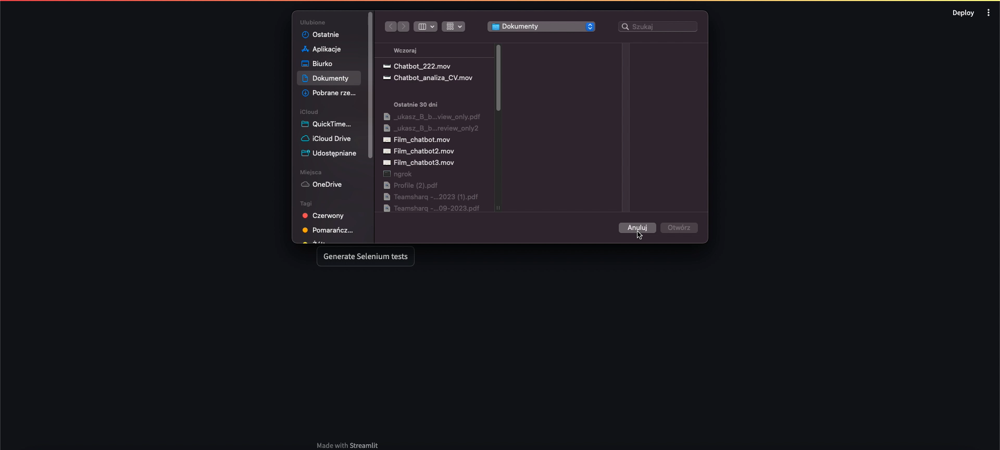 Deploy
Ulubione
Ostatnie
Aplikacje
Biurko
Dokumenty
Pobrane rze...
iCloud
QuickTime...
iCloud Drive
Udostępniane
Miejsca
OneDrive
Tagi
Czerwony
Pomarańcz...
Dokumenty
Szukaj
Wczoraj
Chatbot_222.mov
Chatbot_analiza_CV.mov
Ostatnie 30 dni
_ukasz_B_b...view_only.pdf
_ukasz_B_b...review_only2
Film_chatbot.mov
Film_chatbot2.mov
Film_chatbot3.mov
ngrok
Profile (2).pdf
Teamsharq -...2023 (1).pdf
Teamsharq -...09-2023.pdf
Anuluj
Otwórz
Generate Selenium tests
Made with Streamlit